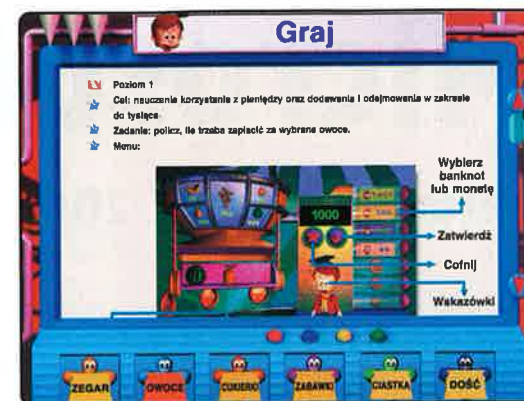 Graj
Poziom 1
Cel: nauczenie korzystania z pieniędzy oraz dodawania i odejmowania w zakresie
do tysiąca.
Zadanie: policz, ile trzeba zapłacić za wybrane owoce.
Menu:
Wybierz
banknot
lub monetę
1000
Zatwierdź
Cofnij
Wskazówki
ZEGAR
OWOCE
CUKIERKI
ZABAWKI
CIASTKA
DOŚĆ